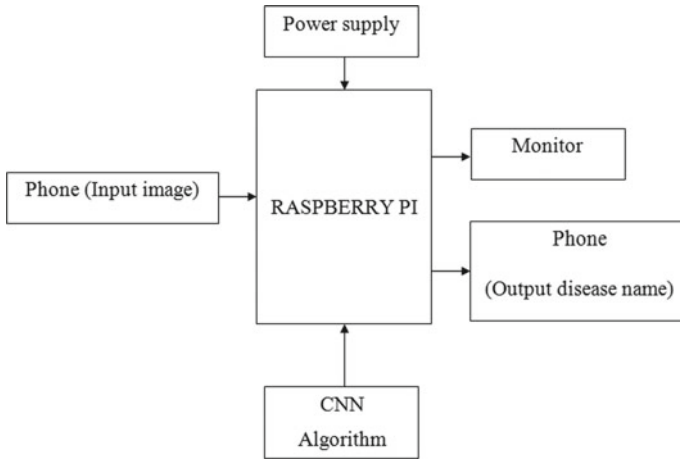 Power supply
Phone (Input image)
RASPBERRY PI
Monitor
Phone
(Output disease name)
CNN
Algorithm